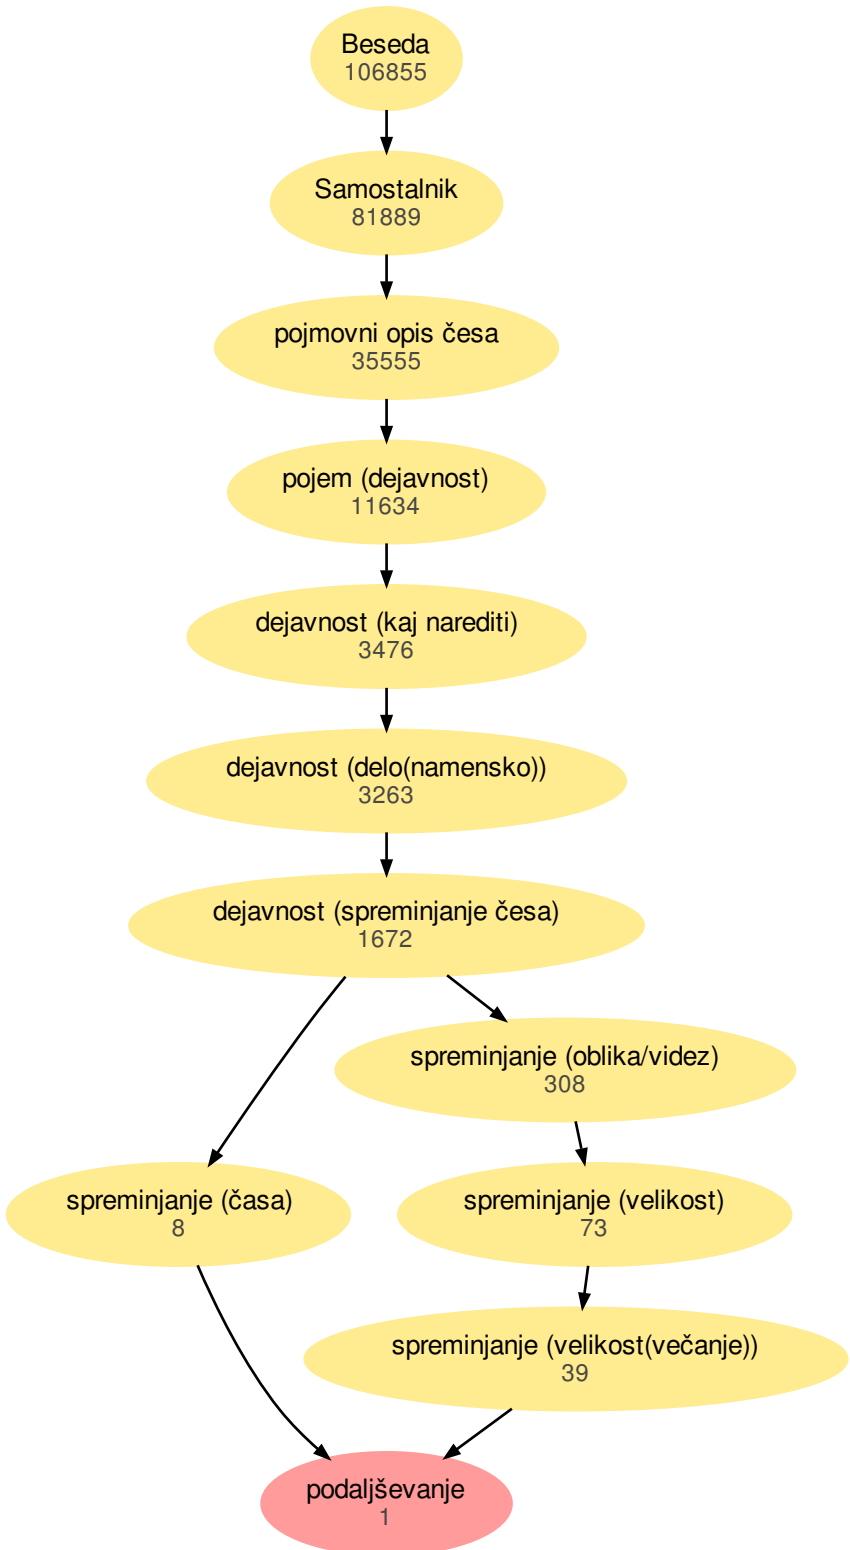 Beseda
106855
Samostalnik
81889
pojmovni opis česa
35555
pojem (dejavnost)
11634
dejavnost (kaj narediti)
3476
dejavnost (delo(namensko))
3263
dejavnost (spreminjanje česa)
1672
spreminjanje (oblika/videz)
308
spreminjanje (časa)
8
spreminjanje (velikost)
73
spreminjanje (velikost(večanje))
39
podaljševanje
1